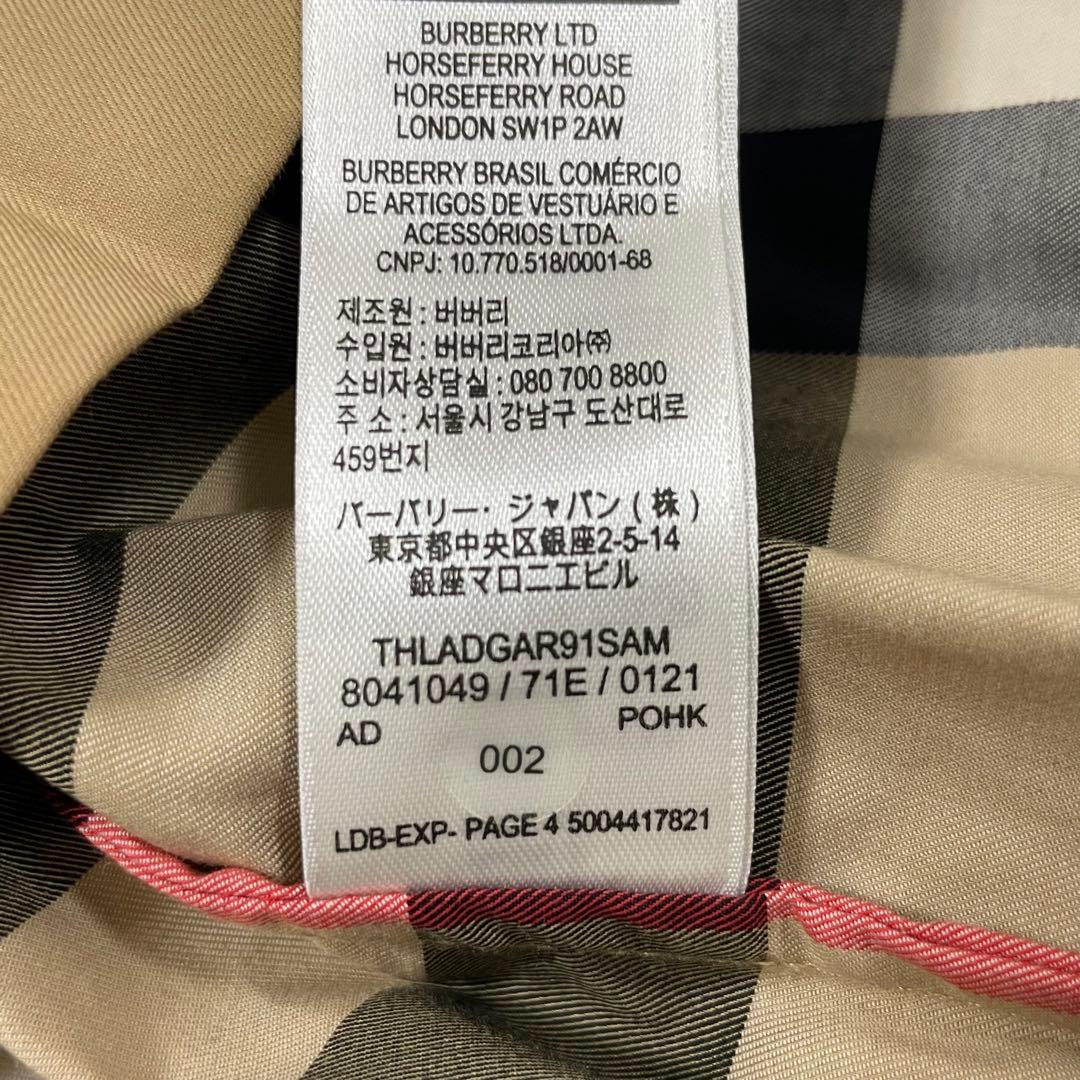 BURBERRY LTD
HORSEFERRY HOUSE
HORSEFERRY ROAD
LONDON SW1P 2AW
BURBERRY BRASIL COMÉRCIO
DE ARTIGOS DE VESTUÁRIO E
ACESSÓRIOS LTDA.
CNPJ: 10.770.518/0001-68
제조원 : 버버리
수입원 : 버버리코리아㈜
소비자상담실 : 080 700 8800
주 소 : 서울시 강남구 도산대로
459번지
バーバリー・ジャパン ( 株 )
東京都中央区銀座2-5-14
銀座マロニエビル
THLADGAR91SAM
8041049 / 71E / 0121
AD POHK
002
LDB-EXP- PAGE 4 5004417821